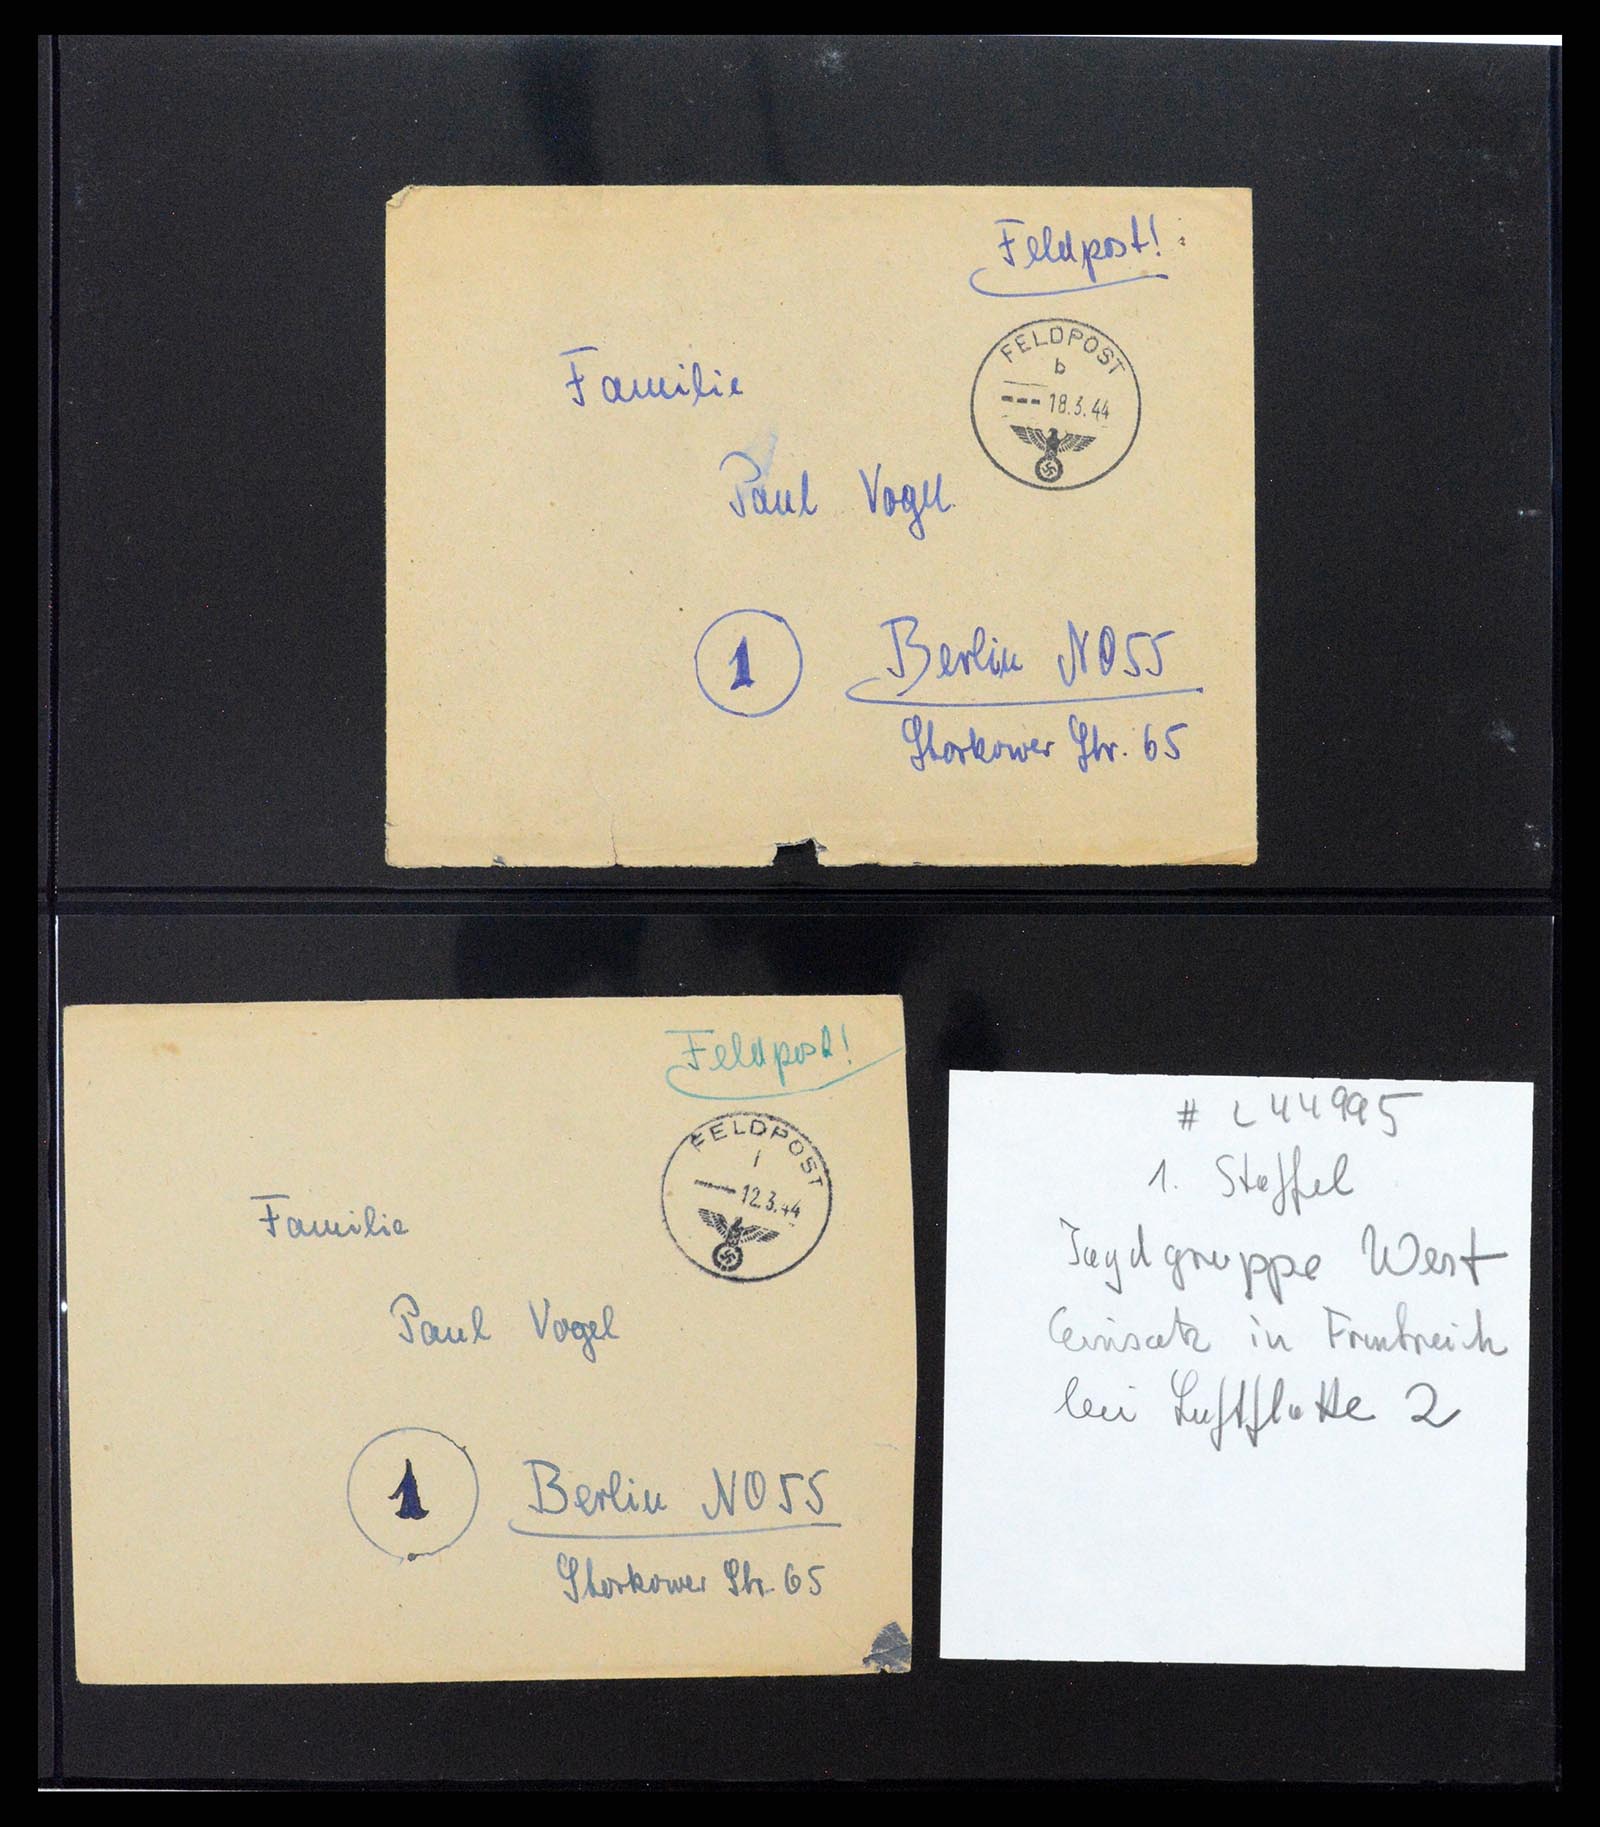 Feldpost!
FELDPOST
b
18.3.44
Familie
Paul Vogel
1
Berlin NO55
Storkower Str. 65
Feldpost!
FELDPOST
i
12.3.44
Familie
Paul Vogel
1
Berlin NO55
Storkower Str. 65
# L44995
1. Staffel
Jagdgruppe West
Einsatz in Frankreich
bei Luftflotte 2